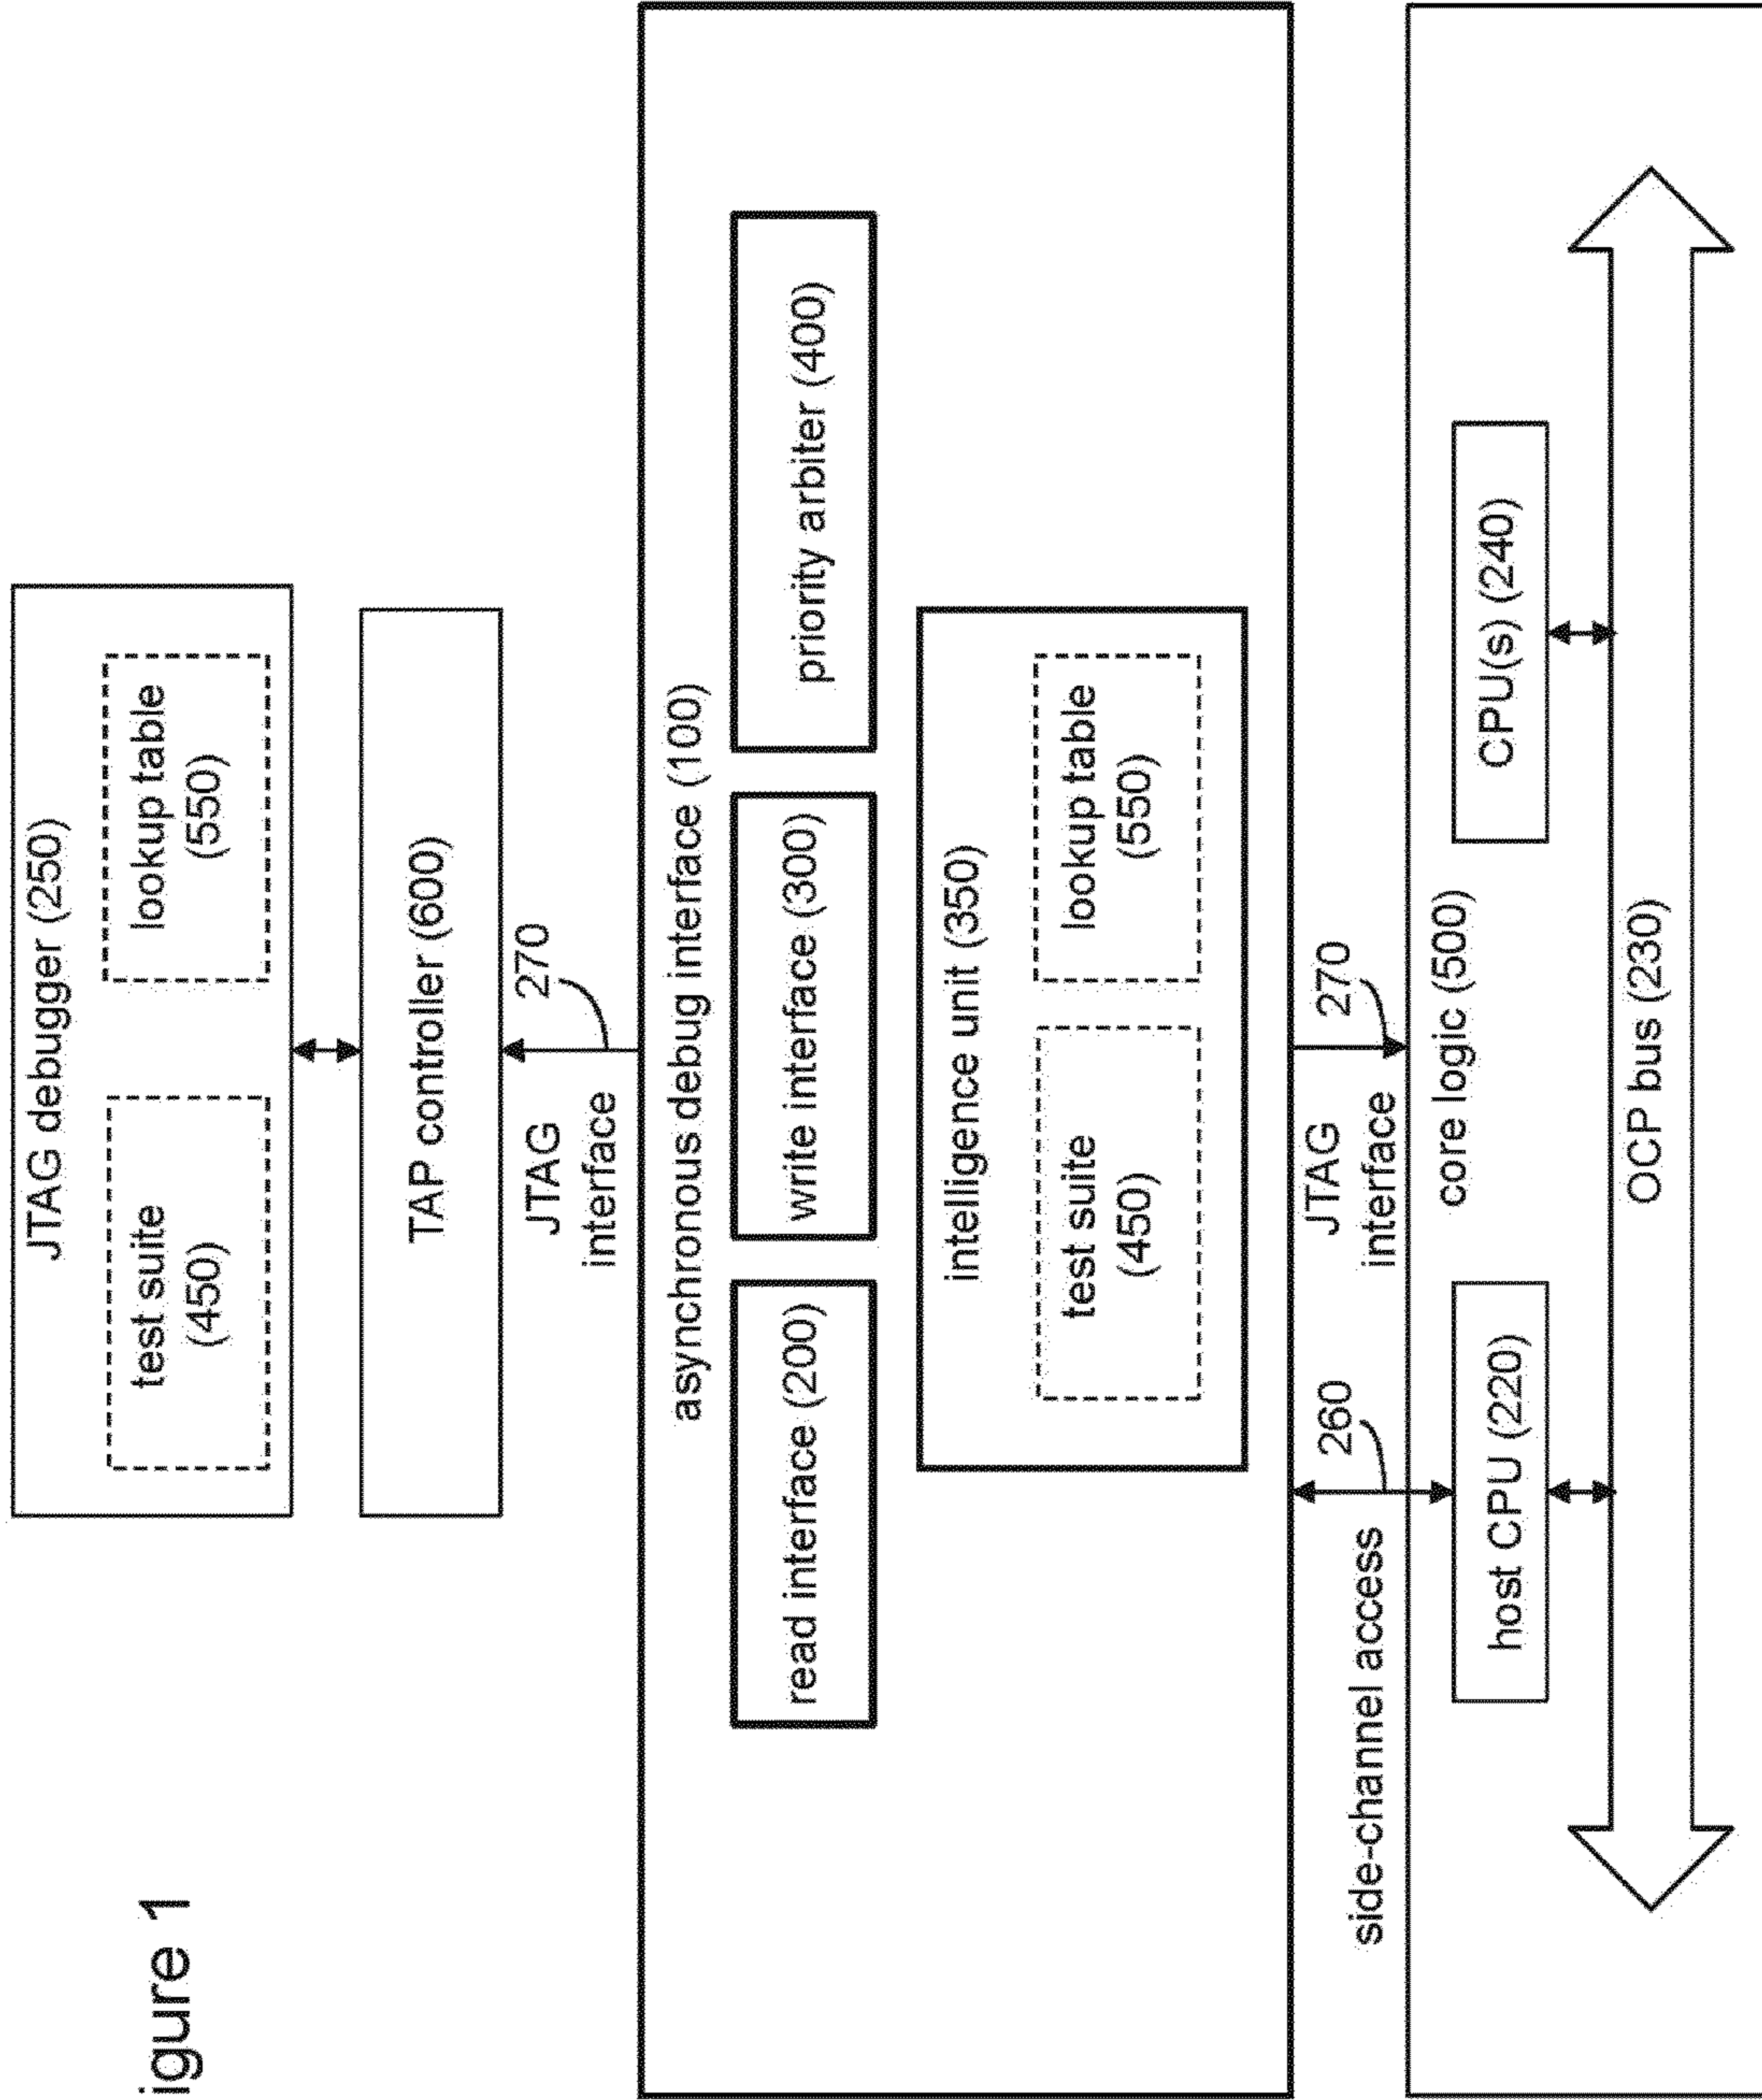 igure 1
JTAG debugger (250)
test suite
(450)
lookup table
(550)
TAP controller (600)
JTAG
interface
270
asynchronous debug interface (100)
read interface (200)
write interface (300)
priority arbiter (400)
intelligence unit (350)
test suite
(450)
lookup table
(550)
side-channel access
260
JTAG
interface
270
core logic (500)
host CPU (220)
CPU(s) (240)
OCP bus (230)